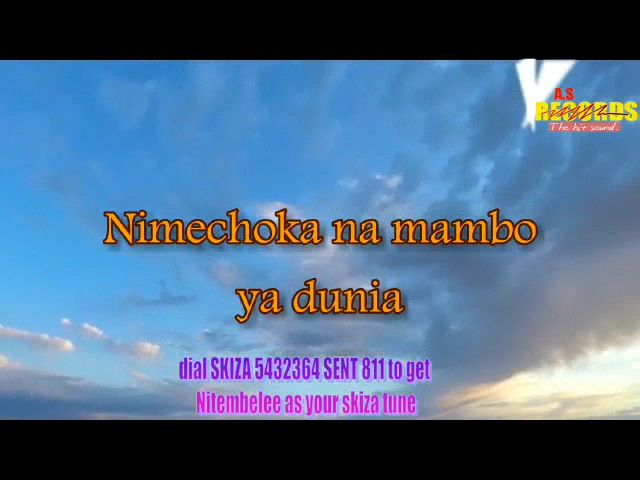 A.S
RECORDS
The hit sound.
Nimechoka na mambo
ya dunia
dial SKIZA 5432364 SENT 811 to get
Nitembelee as your skiza tune